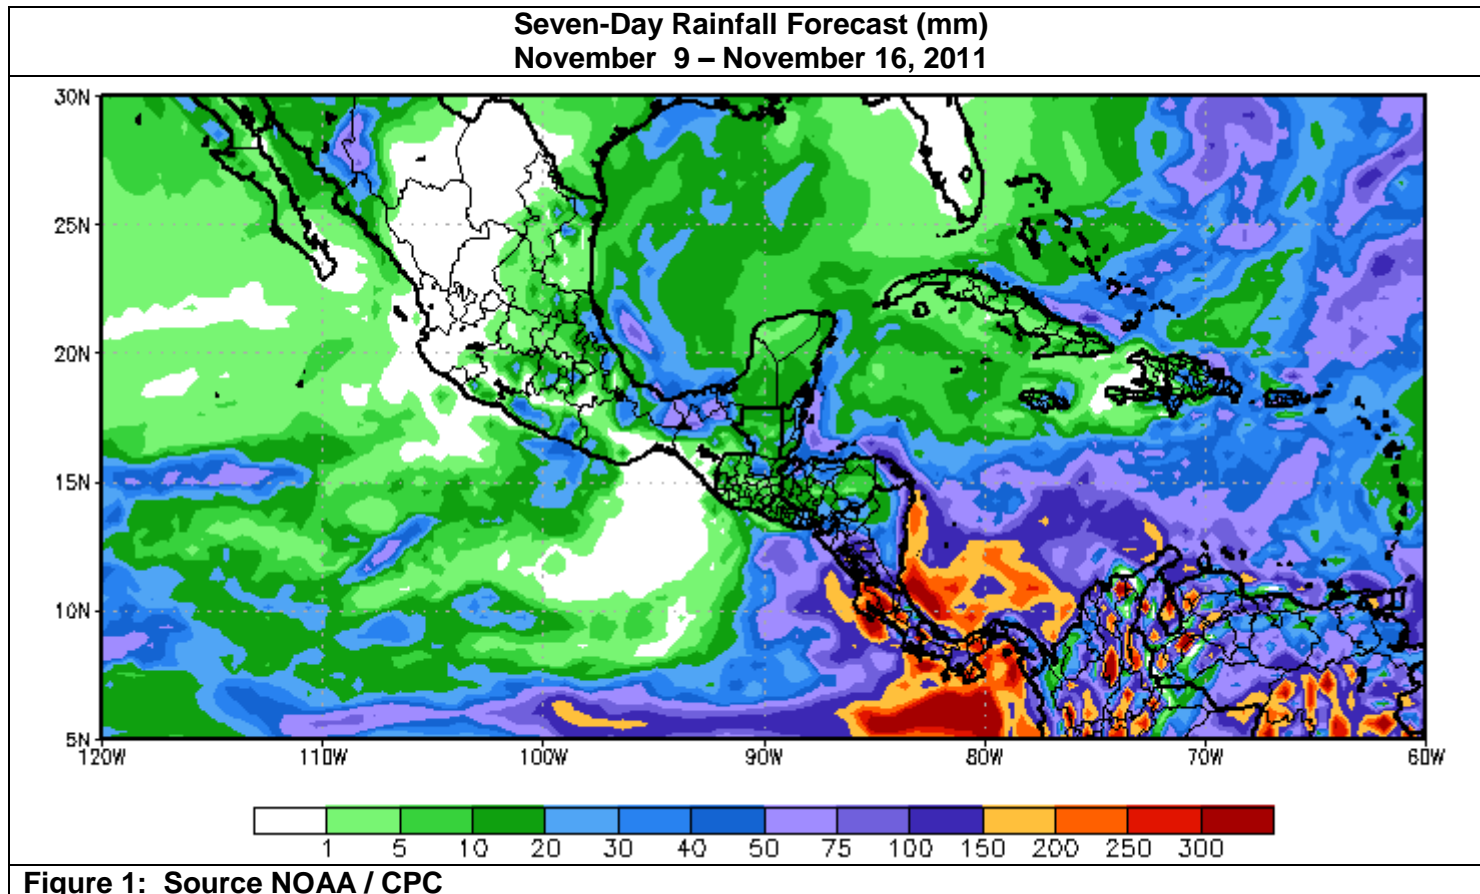 Seven-Day Rainfall Forecast (mm)
November 9 – November 16, 2011
30N
25N
20N
15N
10N
5N
120W 110W 100W 90W 80W 70W 60W
1 5 10 20 30 40 50 75 100 150 200 250 300
Figure 1: Source NOAA / CPC